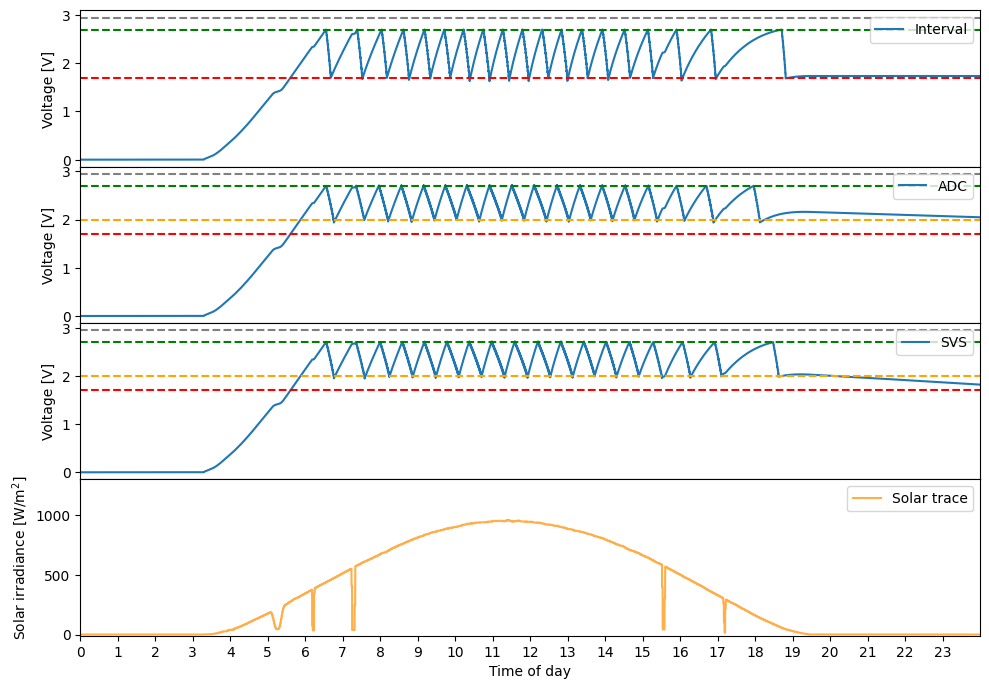 3
2
1
0
Voltage [V]
Interval
3
2
1
0
Voltage [V]
ADC
3
2
1
0
Voltage [V]
SVS
1000
500
0
Solar irradiance [W/m²]
Solar trace
0 1 2 3 4 5 6 7 8 9 10 11 12 13 14 15 16 17 18 19 20 21 22 23
Time of day